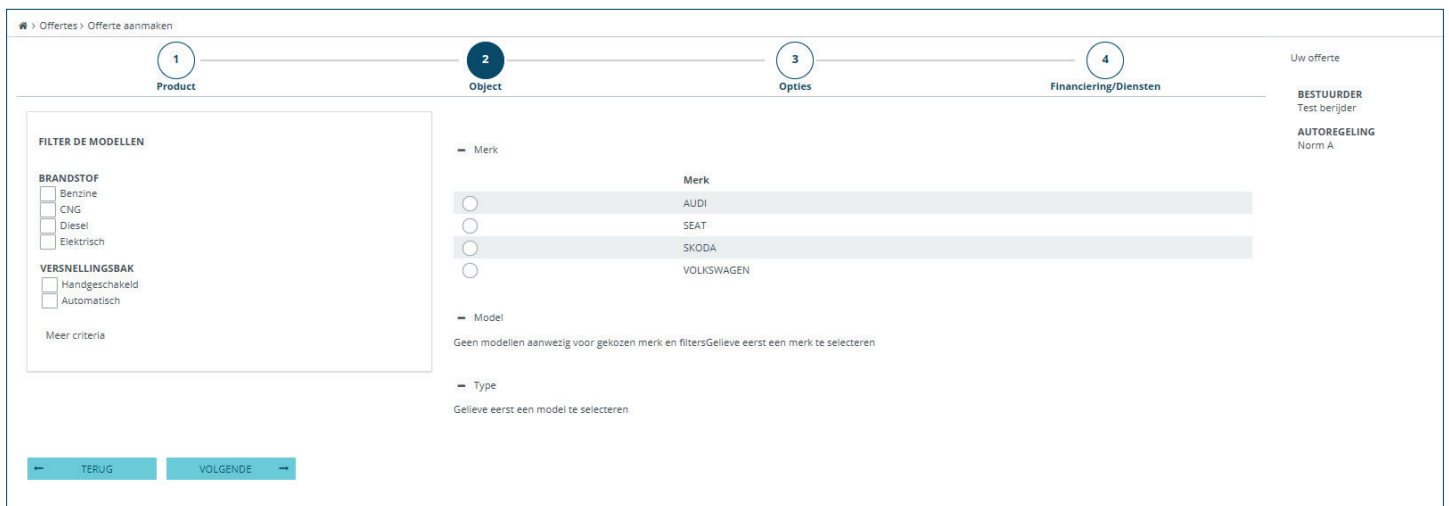 > Offertes > Offerte aanmaken
1 2 3 4
Product Object Opties Financiering/Diensten
Uw offerte
BESTUURDER
Test berijder
AUTOREGELING
Norm A
FILTER DE MODELLEN
BRANDSTOF
Benzine
CNG
Diesel
Elektrisch
VERSNELLINGSBAK
Handgeschakeld
Automatisch
Meer criteria
Merk
Merk
AUDI
SEAT
SKODA
VOLKSWAGEN
Model
Geen modellen aanwezig voor gekozen merk en filtersGelieve eerst een merk te selecteren
Type
Gelieve eerst een model te selecteren
← TERUG VOLGENDE →